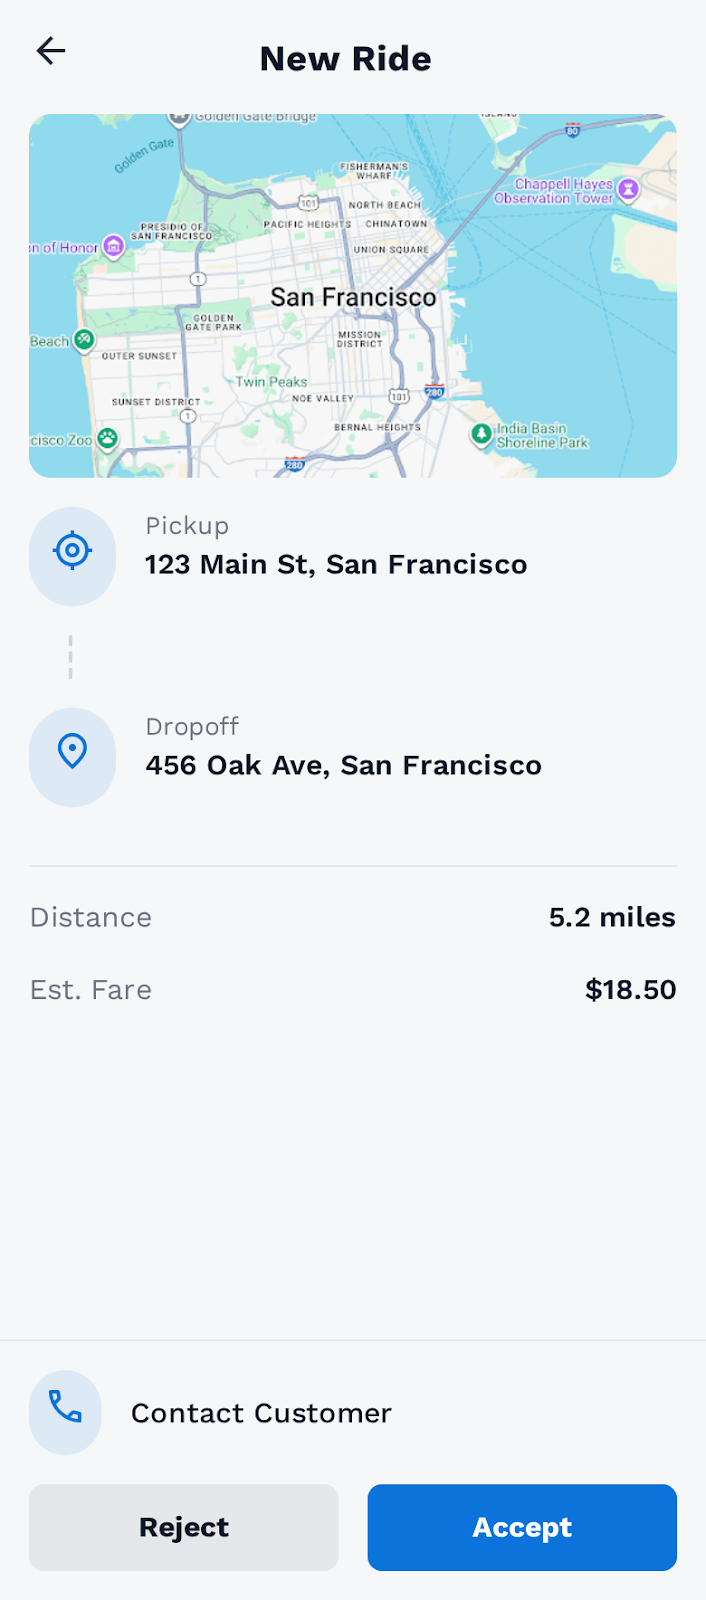 New Ride
Golden Gate Bridge
ISLAND
80
Golden Gate
FISHERMAN'S
WHARF
Chappell Hayes
Observation Tower
101
NORTH BEACH
PRESIDIO OF
SAN FRANCISCO
PACIFIC HEIGHTS
CHINATOWN
on of Honor
UNION SQUARE
1
San Francisco
GOLDEN
GATE PARK
Beach
MISSION
DISTRICT
OUTER SUNSET
Twin Peaks
280
SUNSET DISTRICT
NOE VALLEY
101
1
BERNAL HEIGHTS
India Basin
Shoreline Park
cisco Zoo
280
Pickup
123 Main St, San Francisco
Dropoff
456 Oak Ave, San Francisco
Distance
5.2 miles
Est. Fare
$18.50
Contact Customer
Reject
Accept